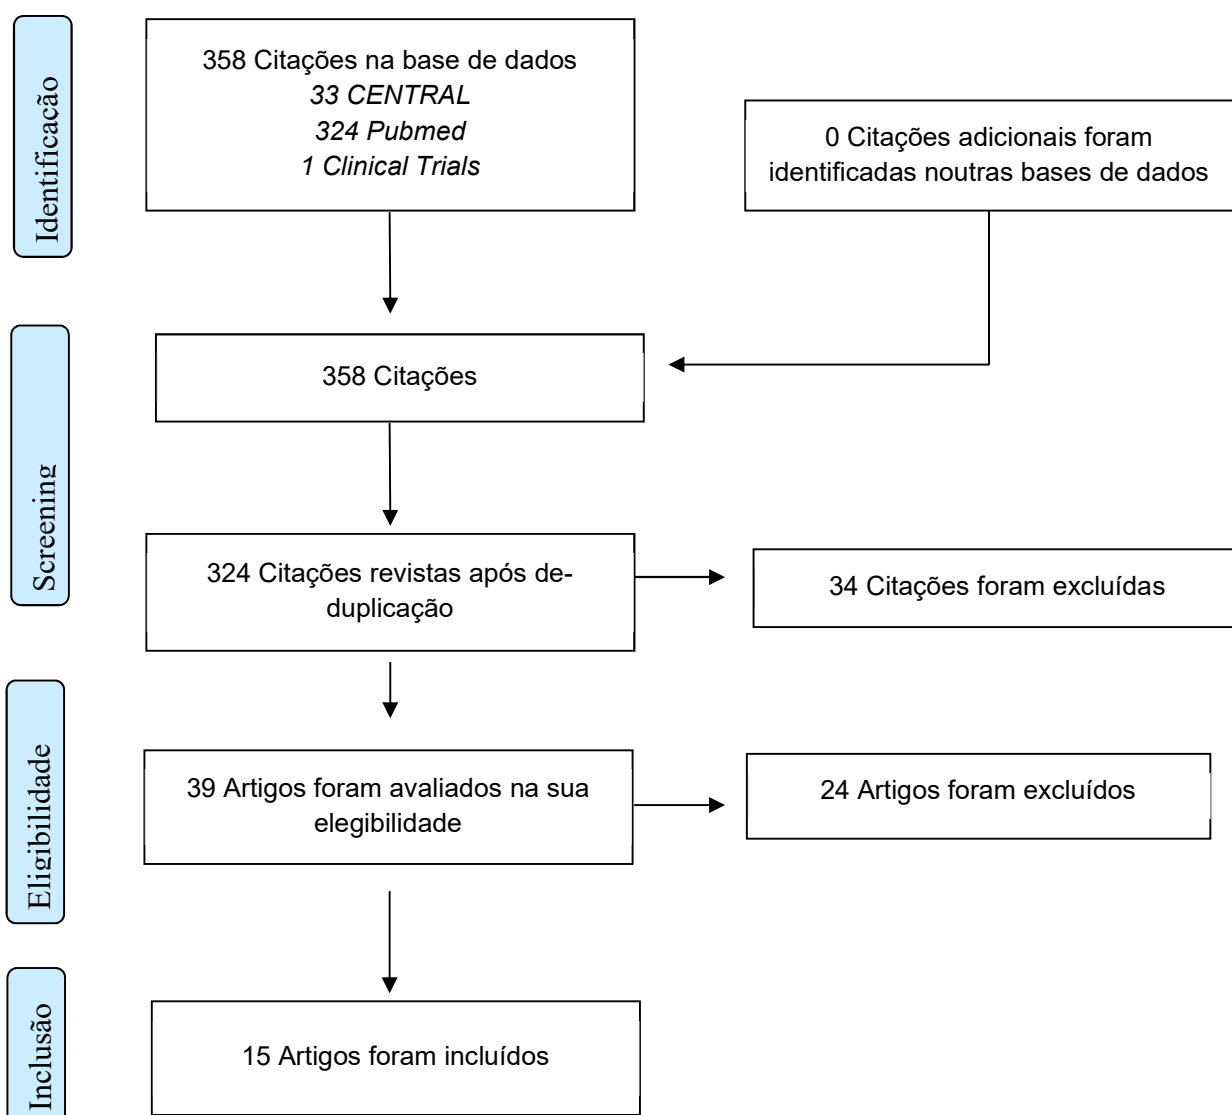 Identificação
358 Citações na base de dados
33 CENTRAL
324 Pubmed
1 Clinical Trials
0 Citações adicionais foram
identificadas noutras bases de dados
Screening
358 Citações
324 Citações revistas após de-
duplicação
34 Citações foram excluídas
Eligibilidade
39 Artigos foram avaliados na sua
elegibilidade
24 Artigos foram excluídos
Inclusão
15 Artigos foram incluídos